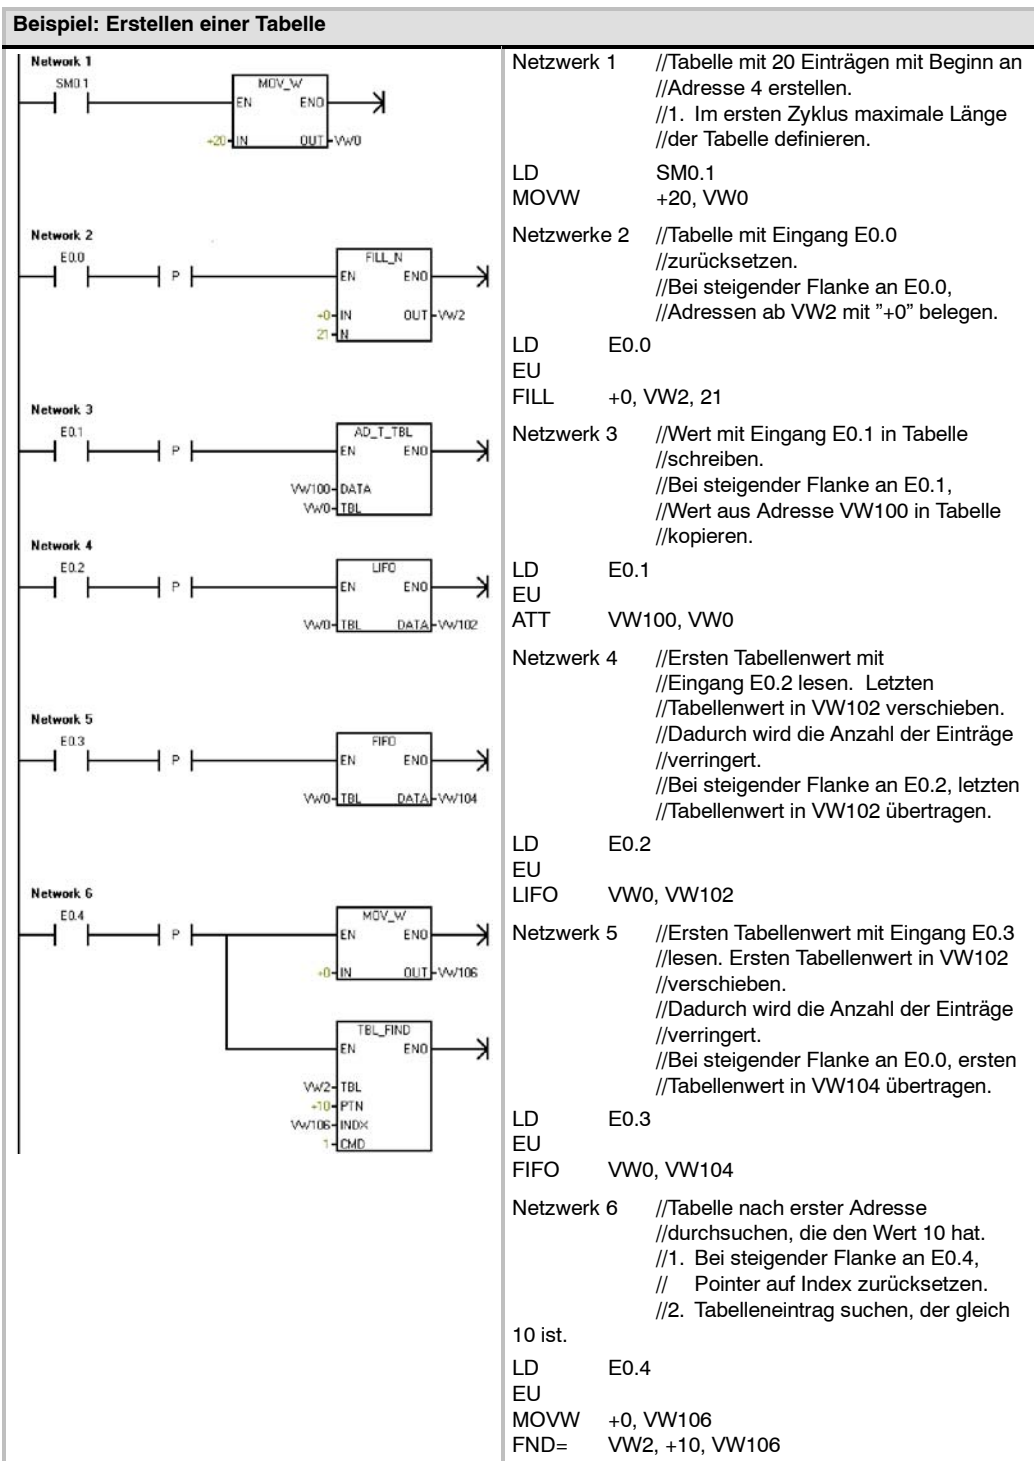 Beispiel: Erstellen einer Tabelle
Network 1
SM0.1
MOV_W
EN ENO
+20 IN OUT VW0
Network 2
E0.0
P
FILL_N
EN ENO
+0 IN OUT VW2
21 N
Network 3
E0.1
P
AD_T_TBL
EN ENO
VW100 DATA
VW0 TBL
Network 4
E0.2
P
LIFO
EN ENO
VW0 TBL DATA VW102
Network 5
E0.3
P
FIFO
EN ENO
VW0 TBL DATA VW104
Network 6
E0.4
P
MOV_W
EN ENO
+0 IN OUT VW106
TBL_FIND
EN ENO
VW2 TBL
+10 PTN
VW106 INDX
1 CMD
Netzwerk 1 //Tabelle mit 20 Einträgen mit Beginn an
//Adresse 4 erstellen.
//1. Im ersten Zyklus maximale Länge
//der Tabelle definieren.
LD SM0.1
MOVW +20, VW0
Netzwerke 2 //Tabelle mit Eingang E0.0
//zurücksetzen.
//Bei steigender Flanke an E0.0,
//Adressen ab VW2 mit ”+0” belegen.
LD E0.0
EU
FILL +0, VW2, 21
Netzwerk 3 //Wert mit Eingang E0.1 in Tabelle
//schreiben.
//Bei steigender Flanke an E0.1,
//Wert aus Adresse VW100 in Tabelle
//kopieren.
LD E0.1
EU
ATT VW100, VW0
Netzwerk 4 //Ersten Tabellenwert mit
//Eingang E0.2 lesen. Letzten
//Tabellenwert in VW102 verschieben.
//Dadurch wird die Anzahl der Einträge
//verringert.
//Bei steigender Flanke an E0.2, letzten
//Tabellenwert in VW102 übertragen.
LD E0.2
EU
LIFO VW0, VW102
Netzwerk 5 //Ersten Tabellenwert mit Eingang E0.3
//lesen. Ersten Tabellenwert in VW102
//verschieben.
//Dadurch wird die Anzahl der Einträge
//verringert.
//Bei steigender Flanke an E0.0, ersten
//Tabellenwert in VW104 übertragen.
LD E0.3
EU
FIFO VW0, VW104
Netzwerk 6 //Tabelle nach erster Adresse
//durchsuchen, die den Wert 10 hat.
//1. Bei steigender Flanke an E0.4,
// Pointer auf Index zurücksetzen.
//2. Tabelleneintrag suchen, der gleich
10 ist.
LD E0.4
EU
MOVW +0, VW106
FND= VW2, +10, VW106